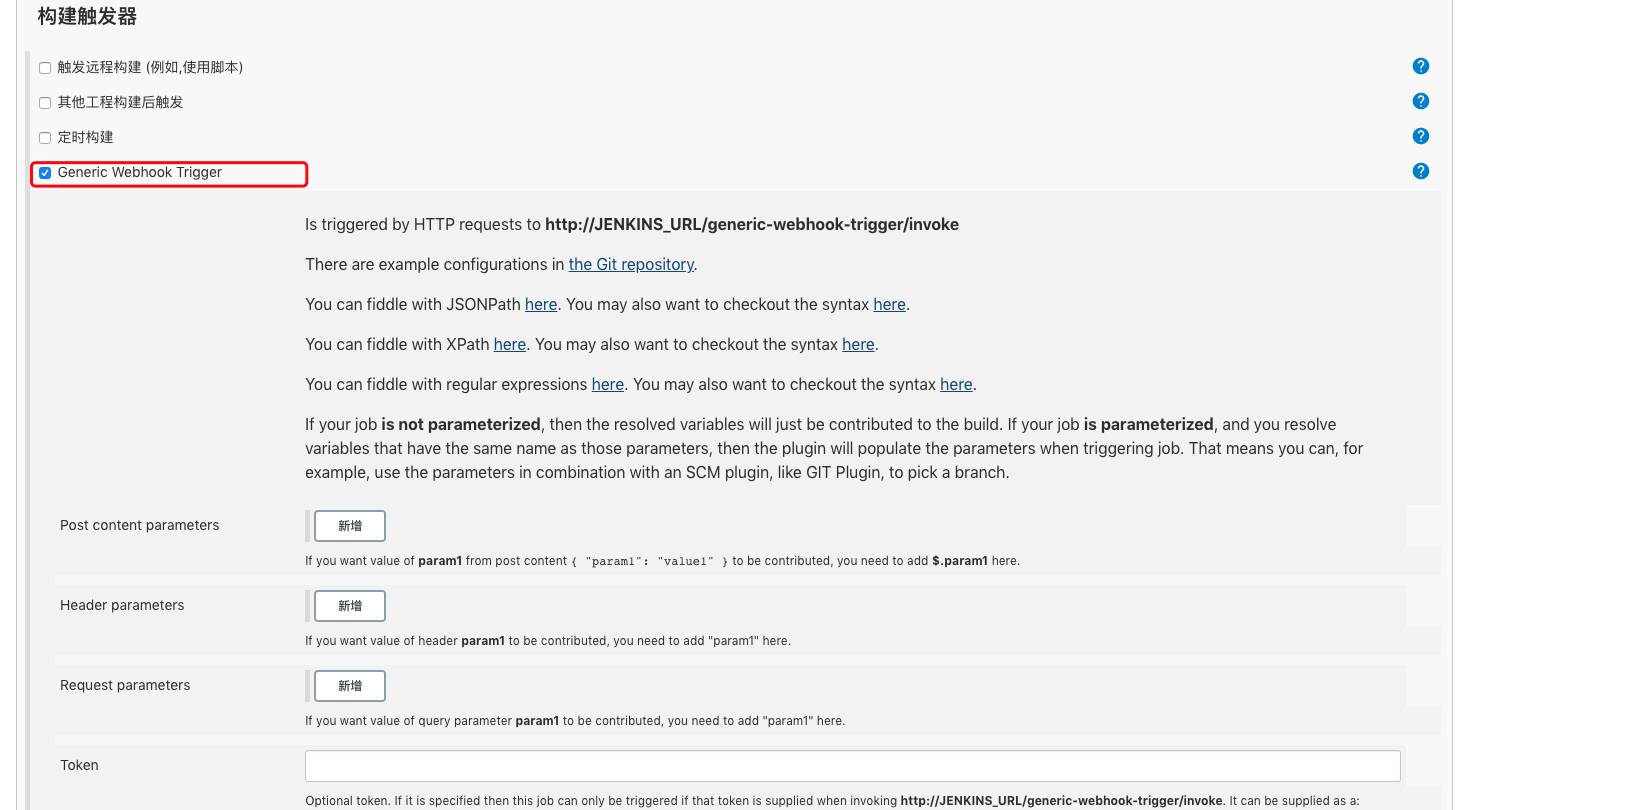 构建触发器
触发远程构建 (例如,使用脚本)
其他工程构建后触发
定时构建
Generic Webhook Trigger
Is triggered by HTTP requests to http://JENKINS_URL/generic-webhook-trigger/invoke
There are example configurations in the Git repository.
You can fiddle with JSONPath here. You may also want to checkout the syntax here.
You can fiddle with XPath here. You may also want to checkout the syntax here.
You can fiddle with regular expressions here. You may also want to checkout the syntax here.
If your job is not parameterized, then the resolved variables will just be contributed to the build. If your job is parameterized, and you resolve
variables that have the same name as those parameters, then the plugin will populate the parameters when triggering job. That means you can, for
example, use the parameters in combination with an SCM plugin, like GIT Plugin, to pick a branch.
Post content parameters
新增
If you want value of param1 from post content { "param1": "value1" } to be contributed, you need to add $.param1 here.
Header parameters
新增
If you want value of header param1 to be contributed, you need to add "param1" here.
Request parameters
新增
If you want value of query parameter param1 to be contributed, you need to add "param1" here.
Token
Optional token. If it is specified then this job can only be triggered if that token is supplied when invoking http://JENKINS_URL/generic-webhook-trigger/invoke. It can be supplied as a: